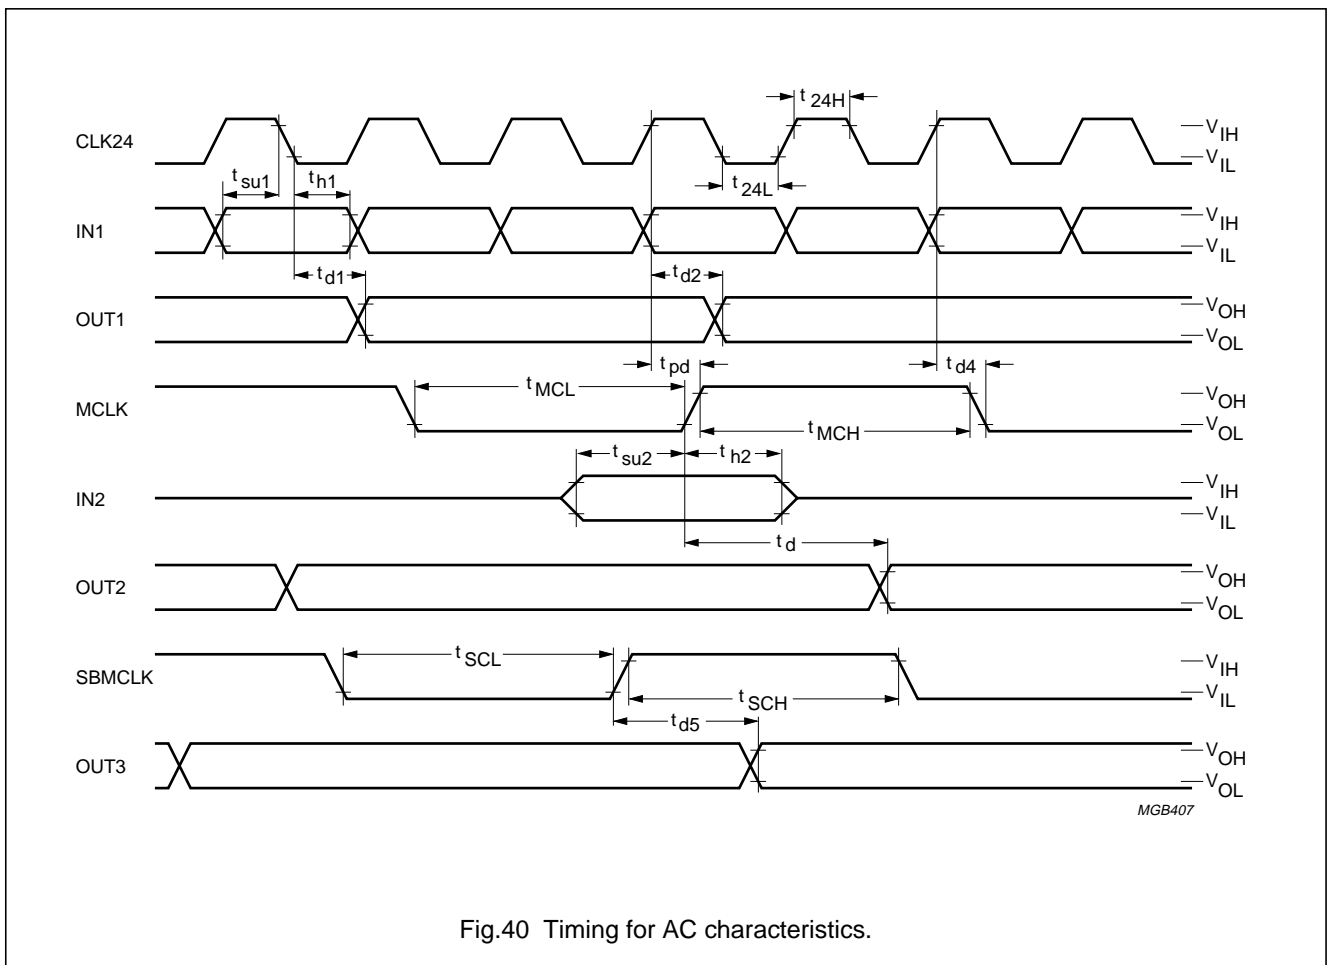 t24H
CLK24
VIH
VIL
tsu1
th1
t24L
IN1
VIH
VIL
td1
td2
OUT1
VOH
VOL
tpd
td4
tMCL
MCLK
VOH
VOL
tMCH
tsu2
th2
IN2
VIH
VIL
td
OUT2
VOH
VOL
tSCL
SBMCLK
VIH
VIL
tSCH
td5
OUT3
VOH
VOL
MGB407
Fig.40 Timing for AC characteristics.